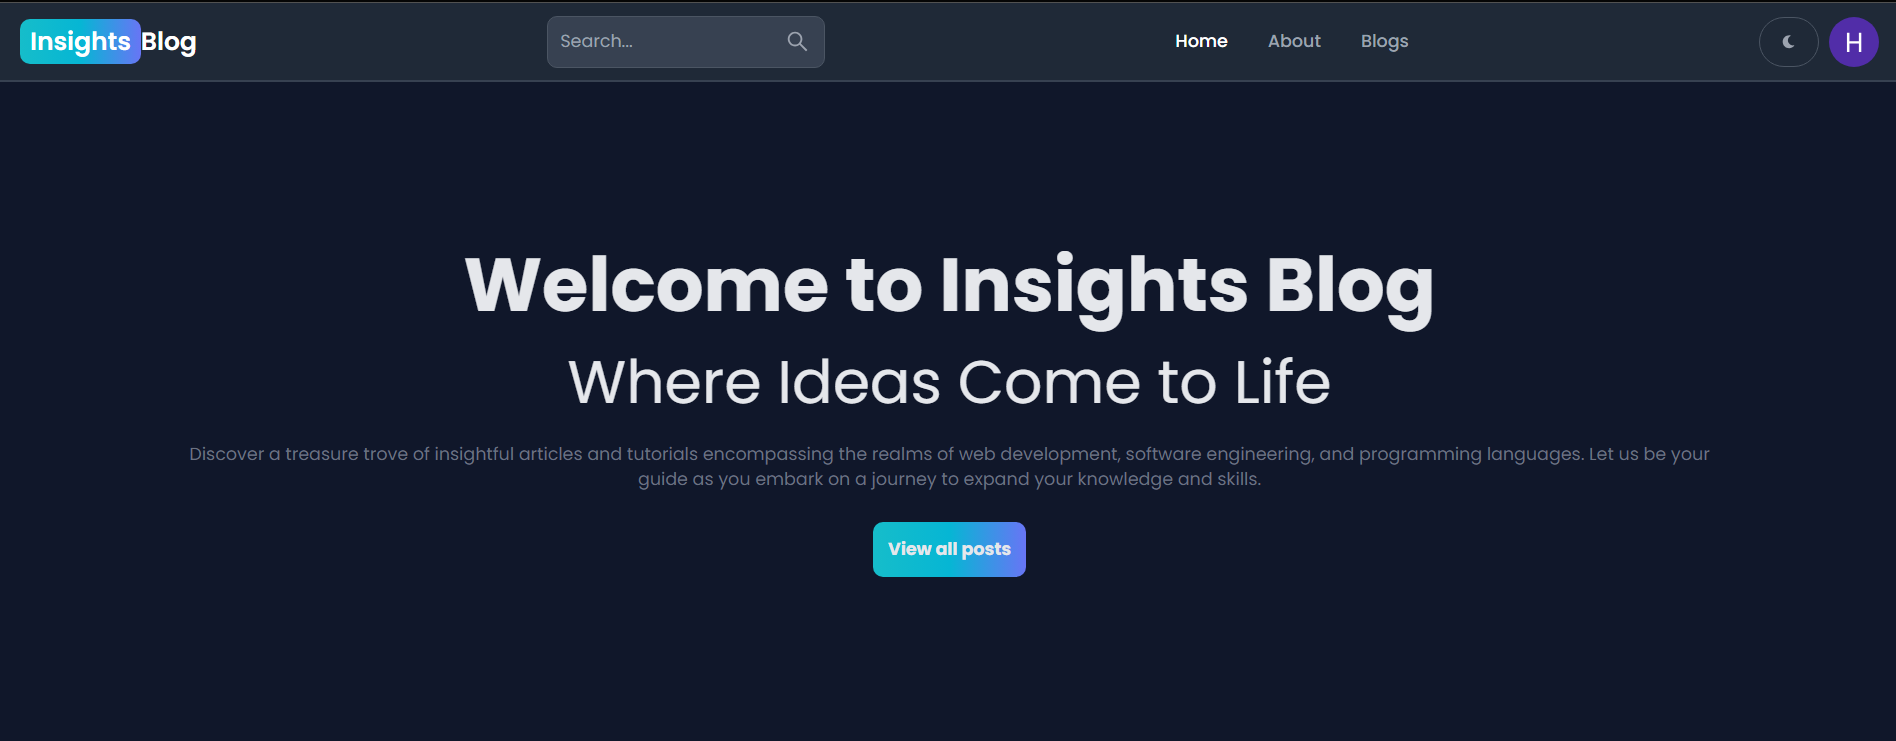 Insights Blog
Search...
Home
About
Blogs
H
Welcome to Insights Blog
Where Ideas Come to Life
Discover a treasure trove of insightful articles and tutorials encompassing the realms of web development, software engineering, and programming languages. Let us be your
guide as you embark on a journey to expand your knowledge and skills.
View all posts